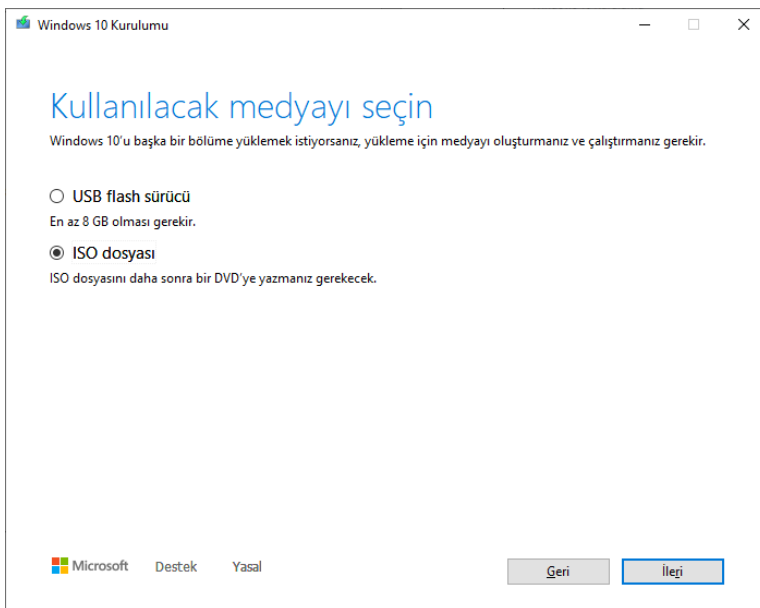 Windows 10 Kurulumu
Kullanılacak medyayı seçin
Windows 10'u başka bir bölüme yüklemek istiyorsanız, yükleme için medyayı oluşturmanız ve çalıştırmanız gerekir.
USB flash sürücü
En az 8 GB olması gerekir.
ISO dosyası
ISO dosyasını daha sonra bir DVD'ye yazmanız gerekecek.
Microsoft Destek Yasal Geri İleri